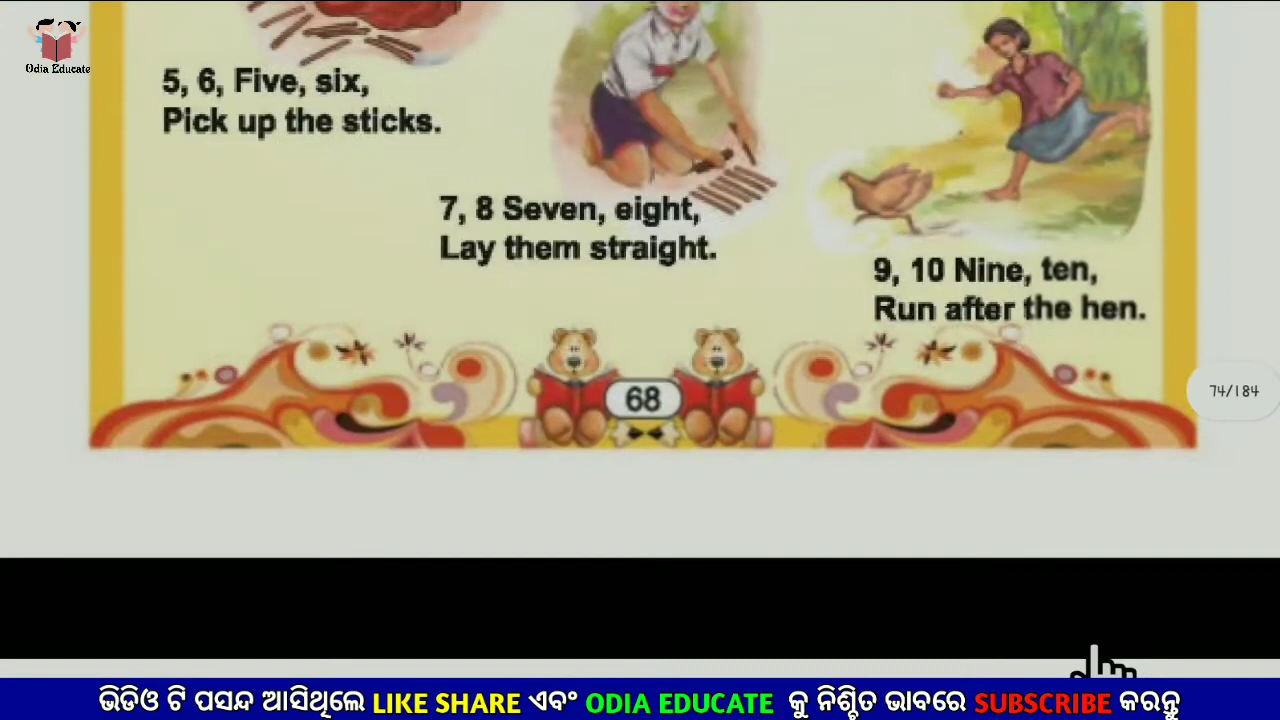 Odia Educate
5, 6, Five, six,
Pick up the sticks.
7, 8 Seven, eight,
Lay them straight.
9, 10 Nine, ten,
Run after the hen.
68
74/184
ଭିଡିଓ ଟି ପସନ୍ଦ ଆସିଥିଲେ LIKE SHARE ଏବଂ ODIA EDUCATE କୁ ନିଶ୍ଚିତ ଭାବରେ SUBSCRIBE କରନ୍ତୁ